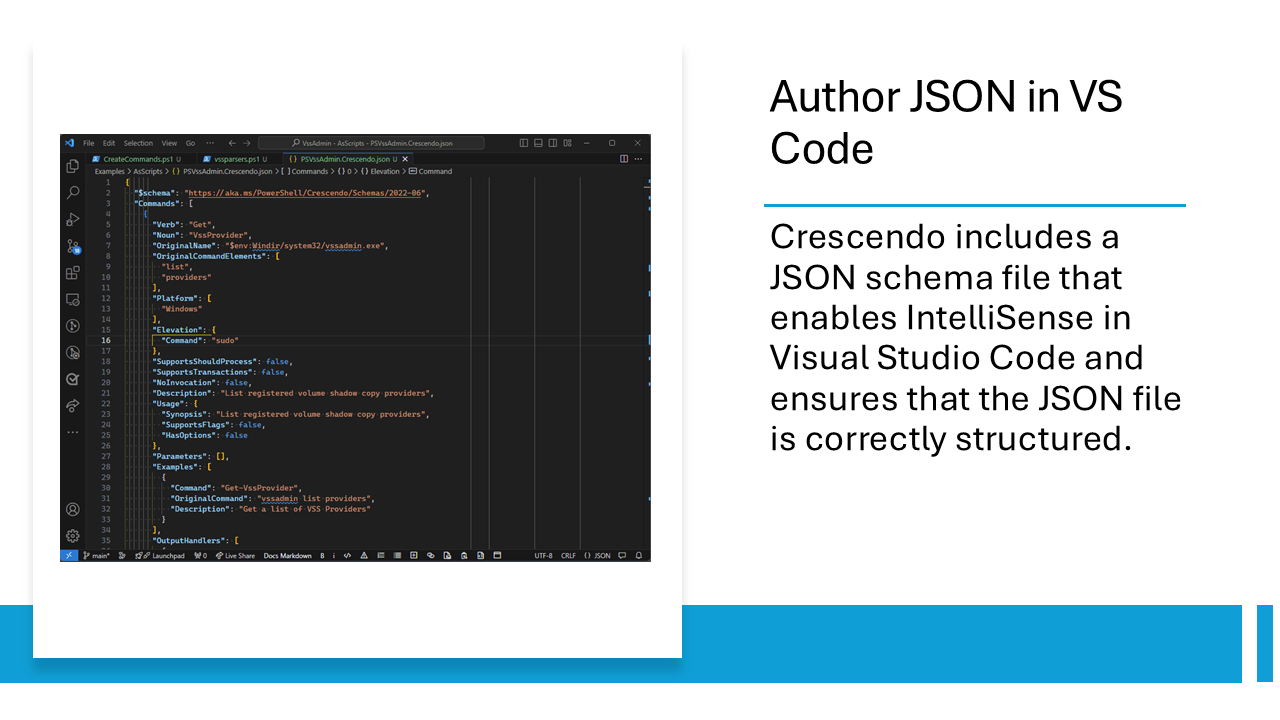 File Edit Selection View Go ··· VssAdmin - AsScripts - PSVssAdmin.Crescendo.json
CreateCommands.ps1 U vssparsers.ps1 U { } PSVssAdmin.Crescendo.json U
Examples > AsScripts > { } PSVssAdmin.Crescendo.json > [ ] Commands > { } 0 > { } Elevation > Command
1 {
2 "$schema": "https://aka.ms/PowerShell/Crescendo/Schemas/2022-06",
3 "Commands": [
4 {
5 "Verb": "Get",
6 "Noun": "VssProvider",
7 "OriginalName": "$env:Windir/system32/vssadmin.exe",
8 "OriginalCommandElements": [
9 "list",
10 "providers"
11 ],
12 "Platform": [
13 "Windows"
14 ],
15 "Elevation": {
16 "Command": "sudo"
17 },
18 "SupportsShouldProcess": false,
19 "SupportsTransactions": false,
20 "NoInvocation": false,
21 "Description": "List registered volume shadow copy providers",
22 "Usage": {
23 "Synopsis": "List registered volume shadow copy providers",
24 "SupportsFlags": false,
25 "HasOptions": false
26 },
27 "Parameters": [],
28 "Examples": [
29 {
30 "Command": "Get-VssProvider",
31 "OriginalCommand": "vssadmin list providers",
32 "Description": "Get a list of VSS Providers"
33 }
34 ],
35 "OutputHandlers": [
main* Launchpad 0 Live Share Docs Markdown B i UTF-8 CRLF { } JSON
Author JSON in VS
Code
Crescendo includes a
JSON schema file that
enables IntelliSense in
Visual Studio Code and
ensures that the JSON file
is correctly structured.